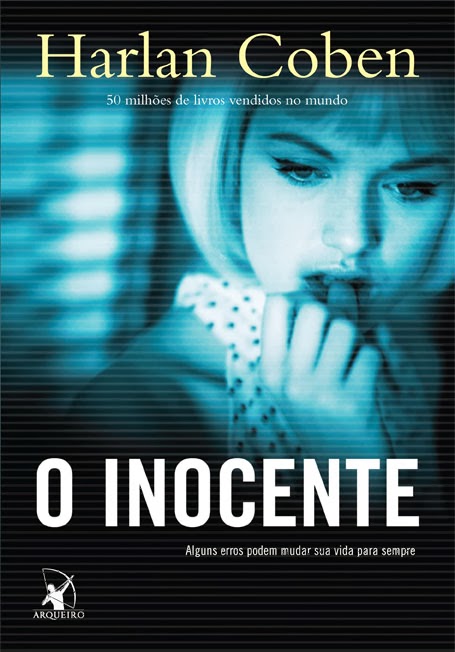 Harlan Coben
50 milhões de livros vendidos no mundo
O INOCENTE
Alguns erros podem mudar sua vida para sempre
ARQUEIRO